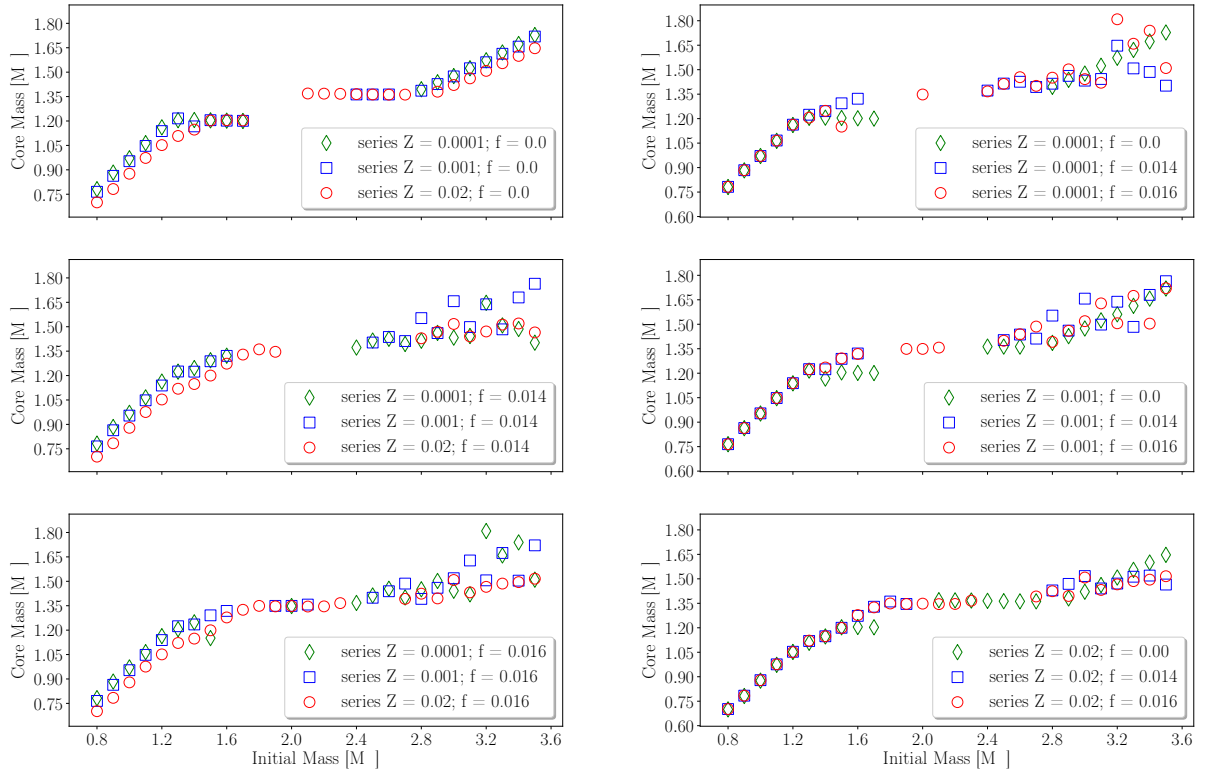 1.80
1.65
1.50
1.35
1.20
1.05
0.90
0.75
Core Mass [M ]
series Z = 0.0001; f = 0.0
series Z = 0.001; f = 0.0
series Z = 0.02; f = 0.0
1.80
1.65
1.50
1.35
1.20
1.05
0.90
0.75
0.60
Core Mass [M ]
series Z = 0.0001; f = 0.0
series Z = 0.0001; f = 0.014
series Z = 0.0001; f = 0.016
1.80
1.65
1.50
1.35
1.20
1.05
0.90
0.75
Core Mass [M ]
series Z = 0.0001; f = 0.014
series Z = 0.001; f = 0.014
series Z = 0.02; f = 0.014
1.80
1.65
1.50
1.35
1.20
1.05
0.90
0.75
0.60
Core Mass [M ]
series Z = 0.001; f = 0.0
series Z = 0.001; f = 0.014
series Z = 0.001; f = 0.016
1.80
1.65
1.50
1.35
1.20
1.05
0.90
0.75
Core Mass [M ]
series Z = 0.0001; f = 0.016
series Z = 0.001; f = 0.016
series Z = 0.02; f = 0.016
0.8 1.2 1.6 2.0 2.4 2.8 3.2 3.6
Initial Mass [M ]
1.80
1.65
1.50
1.35
1.20
1.05
0.90
0.75
0.60
Core Mass [M ]
series Z = 0.02; f = 0.00
series Z = 0.02; f = 0.014
series Z = 0.02; f = 0.016
0.8 1.2 1.6 2.0 2.4 2.8 3.2 3.6
Initial Mass [M ]